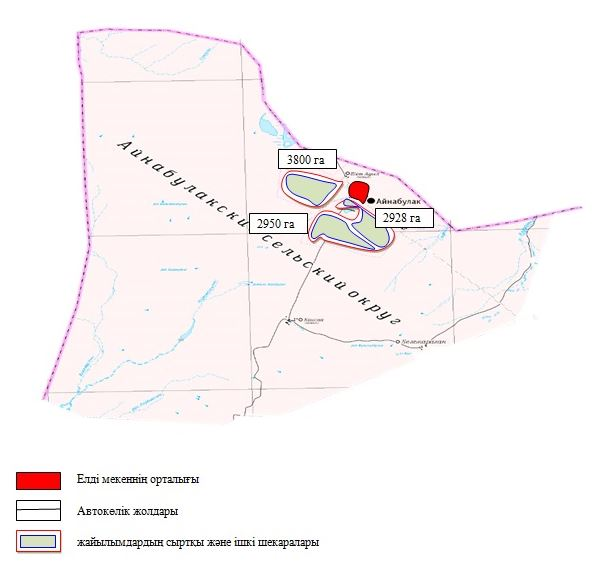 3800 га
Айнабулак
2950 га
2928 га
Айнабулакский сельский округ
Елді мекеннің орталығы
Автокөлік жолдары
жайылымдардың сыртқы және ішкі шекаралары